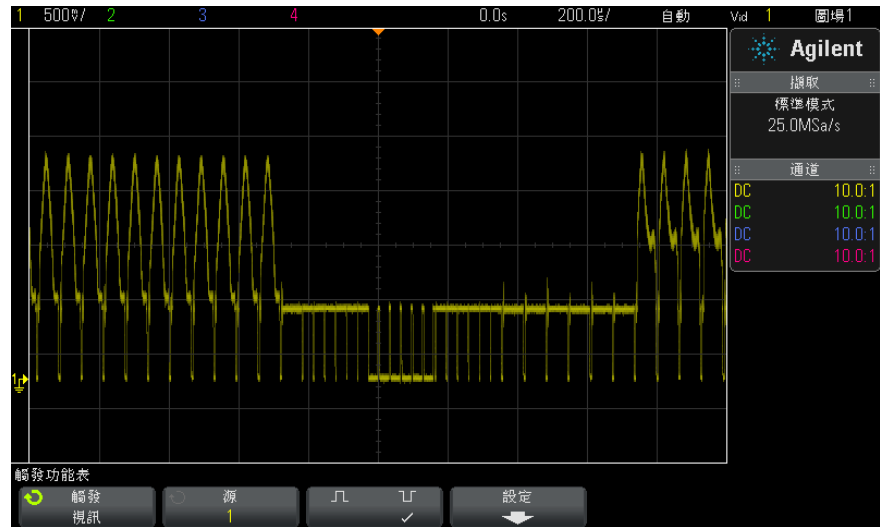 1 500mV/ 2 3 4 0.0s 200.0µs/ 自動 Vid 1 圖場1
Agilent
擷取
標準模式
25.0MSa/s
通道
DC 10.0:1
DC 10.0:1
DC 10.0:1
DC 10.0:1
1
觸發功能表
觸發
視訊
源
1
設定